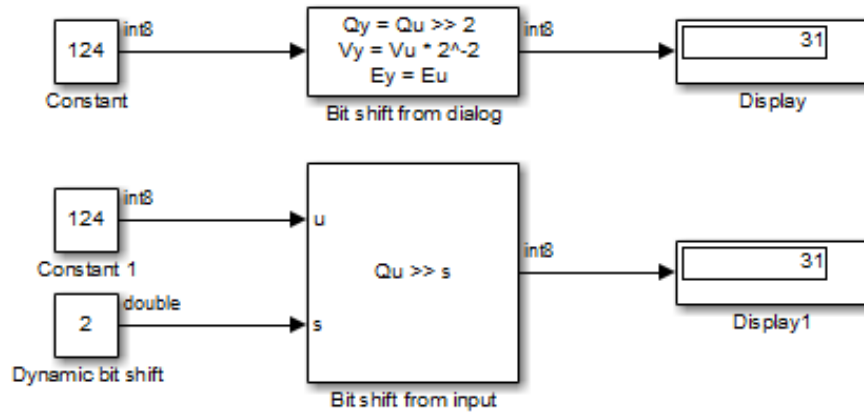 int8
int8
124
Qy = Qu >> 2
Vy = Vu * 2^-2
Ey = Eu
31
Constant
Bit shift from dialog
Display
int8
124
u
Constant 1
Qu >> s
int8
31
double
2
s
Display1
Dynamic bit shift
Bit shift from input